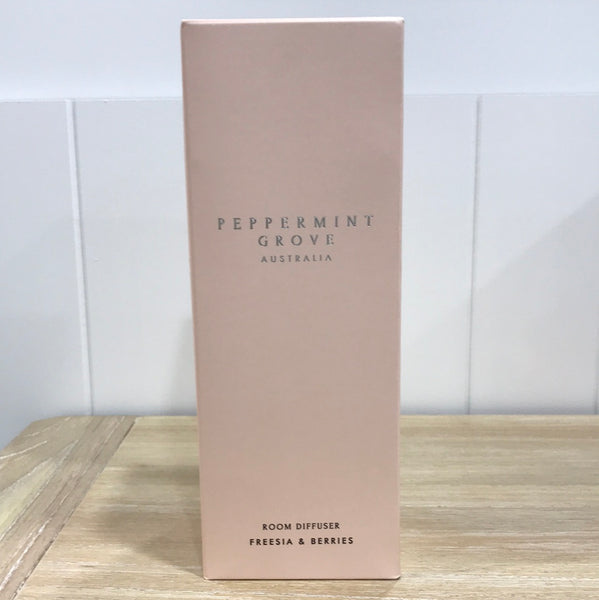 PEPPERMINT
GROVE
AUSTRALIA
ROOM DIFFUSER
FREESIA & BERRIES